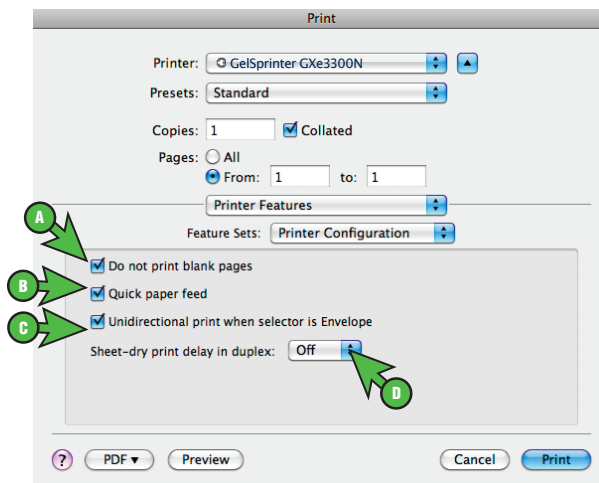 Print
Printer: GelSprinter GXe3300N
Presets: Standard
Copies: 1 Collated
Pages: All
From: 1 to: 1
Printer Features
Feature Sets: Printer Configuration
A
Do not print blank pages
B
Quick paper feed
C
Unidirectional print when selector is Envelope
Sheet-dry print delay in duplex: Off
D
? PDF▼ Preview Cancel Print